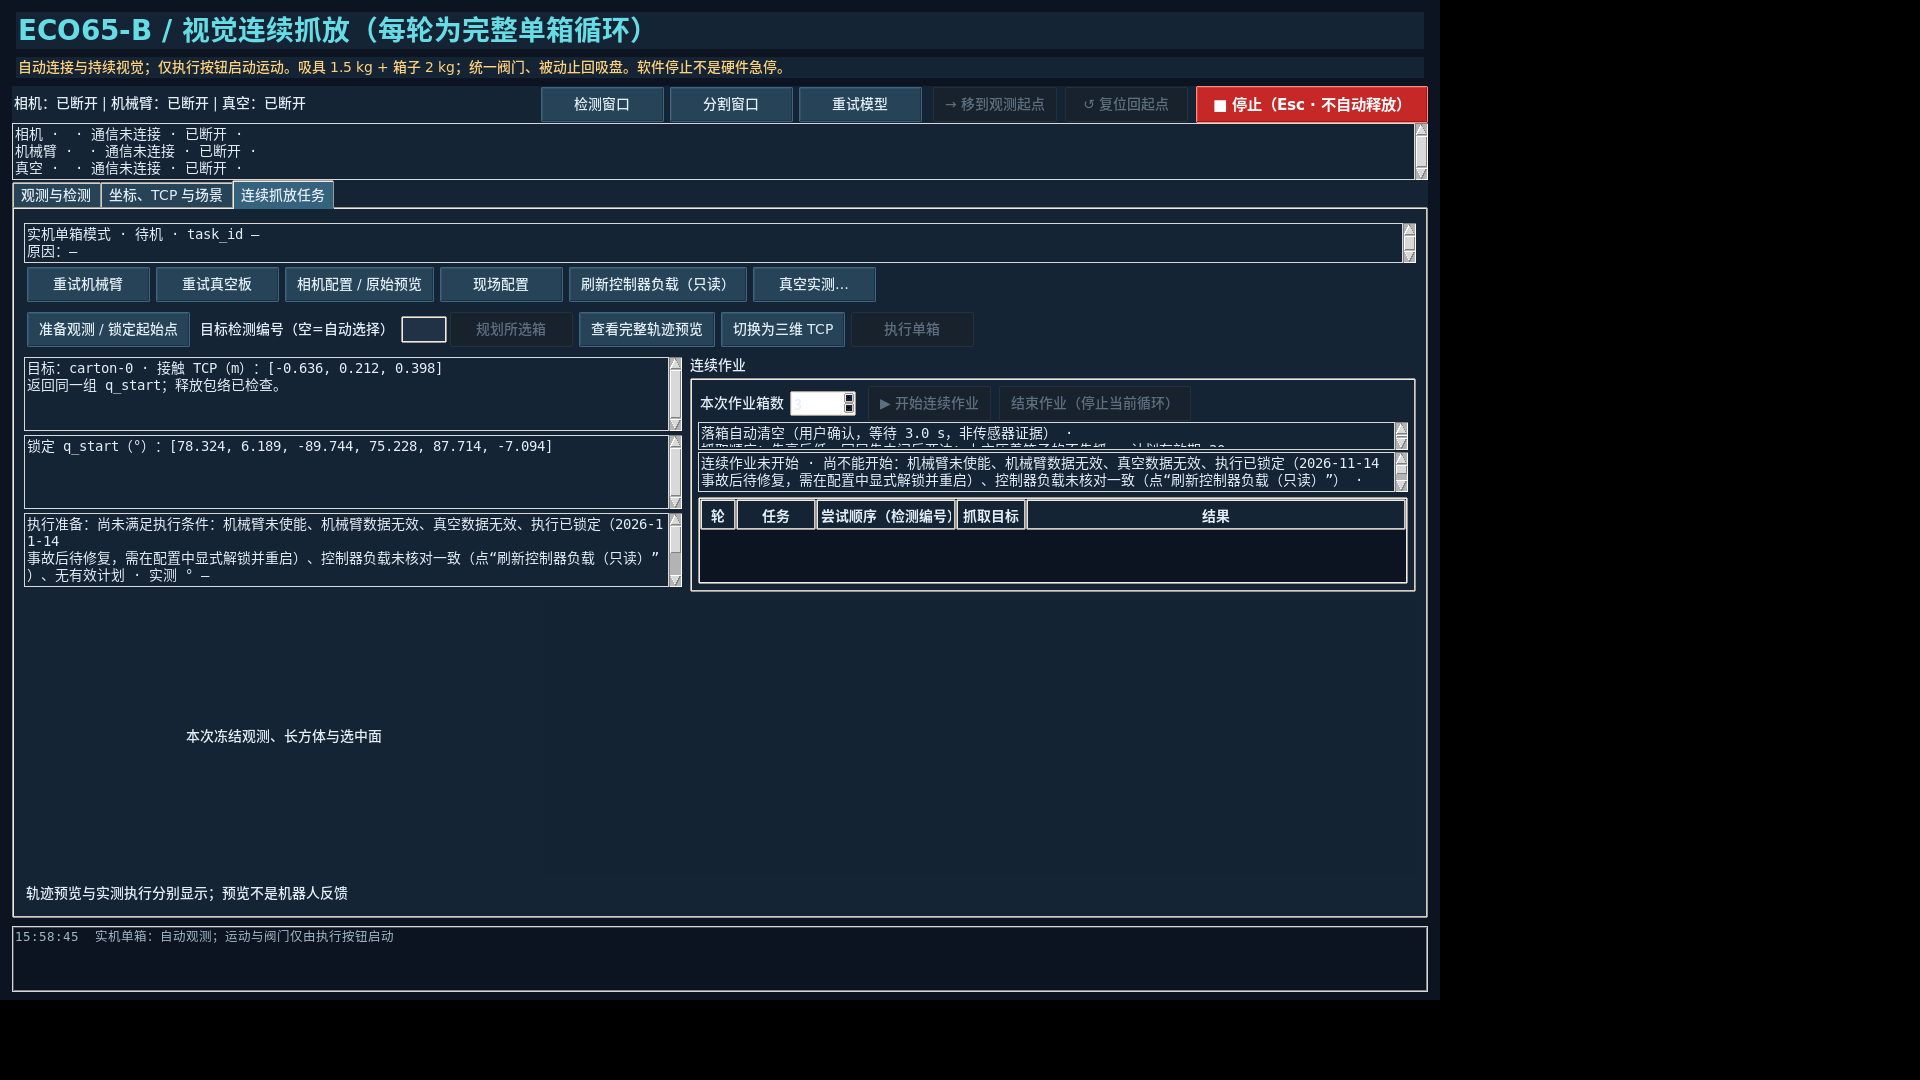 ECO65-B / 视觉连续抓放（每轮为完整单箱循环）
自动连接与持续视觉；仅执行按钮启动运动。吸具 1.5 kg + 箱子 2 kg；统一阀门、被动止回吸盘。软件停止不是硬件急停。
相机：已断开 | 机械臂：已断开 | 真空：已断开
检测窗口
分割窗口
重试模型
→ 移到观测起点
↺ 复位回起点
■ 停止（Esc · 不自动释放）
相机 ·  · 通信未连接 · 已断开 ·
机械臂 ·  · 通信未连接 · 已断开 ·
真空 ·  · 通信未连接 · 已断开 ·
观测与检测
坐标、TCP 与场景
连续抓放任务
实机单箱模式 · 待机 · task_id —
原因：—
重试机械臂
重试真空板
相机配置 / 原始预览
现场配置
刷新控制器负载（只读）
真空实测…
准备观测 / 锁定起始点
目标检测编号（空=自动选择）
规划所选箱
查看完整轨迹预览
切换为三维 TCP
执行单箱
目标：carton-0 · 接触 TCP（m）：[-0.636, 0.212, 0.398]
返回同一组 q_start；释放包络已检查。
锁定 q_start（°）：[78.324, 6.189, -89.744, 75.228, 87.714, -7.094]
执行准备：尚未满足执行条件：机械臂未使能、机械臂数据无效、真空数据无效、执行已锁定（2026-1
1-14
事故后待修复，需在配置中显式解锁并重启）、控制器负载未核对一致（点“刷新控制器负载（只读）”
）、无有效计划 · 实测 ° —
连续作业
本次作业箱数
3
▶ 开始连续作业
结束作业（停止当前循环）
落箱自动清空（用户确认，等待 3.0 s，非传感器证据） ·
连续作业未开始 · 尚不能开始：机械臂未使能、机械臂数据无效、真空数据无效、执行已锁定（2026-11-14
事故后待修复，需在配置中显式解锁并重启）、控制器负载未核对一致（点“刷新控制器负载（只读）”） ·
轮
任务
尝试顺序（检测编号）
抓取目标
结果
本次冻结观测、长方体与选中面
轨迹预览与实测执行分别显示；预览不是机器人反馈
15:58:45  实机单箱：自动观测；运动与阀门仅由执行按钮启动